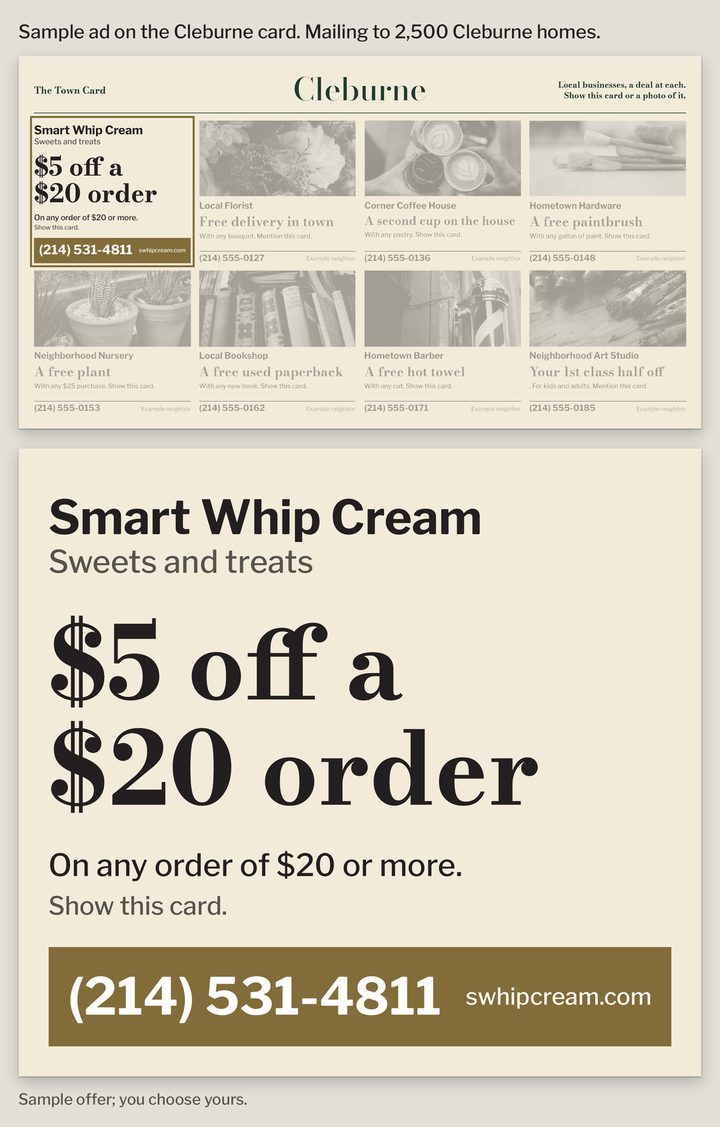 Sample ad on the Cleburne card. Mailing to 2,500 Cleburne homes.
The Town Card
Cleburne
Local businesses, a deal at each.
Show this card or a photo of it.
Smart Whip Cream
Sweets and treats
$5 off a
$20 order
On any order of $20 or more.
Show this card.
(214) 531-4811 swhipcream.com
Local Florist
Free delivery in town
With any bouquet. Mention this card.
(214) 555-0127 Example neighbor
Corner Coffee House
A second cup on the house
With any pastry. Show this card.
(214) 555-0136 Example neighbor
Hometown Hardware
A free paintbrush
With any gallon of paint. Show this card.
(214) 555-0148 Example neighbor
Neighborhood Nursery
A free plant
With any $25 purchase. Show this card.
(214) 555-0153 Example neighbor
Local Bookshop
A free used paperback
With any new book. Show this card.
(214) 555-0162 Example neighbor
Hometown Barber
A free hot towel
With any cut. Show this card.
(214) 555-0171 Example neighbor
Neighborhood Art Studio
Your 1st class half off
For kids and adults. Mention this card.
(214) 555-0185 Example neighbor
Smart Whip Cream
Sweets and treats
$5 off a
$20 order
On any order of $20 or more.
Show this card.
(214) 531-4811 swhipcream.com
Sample offer; you choose yours.